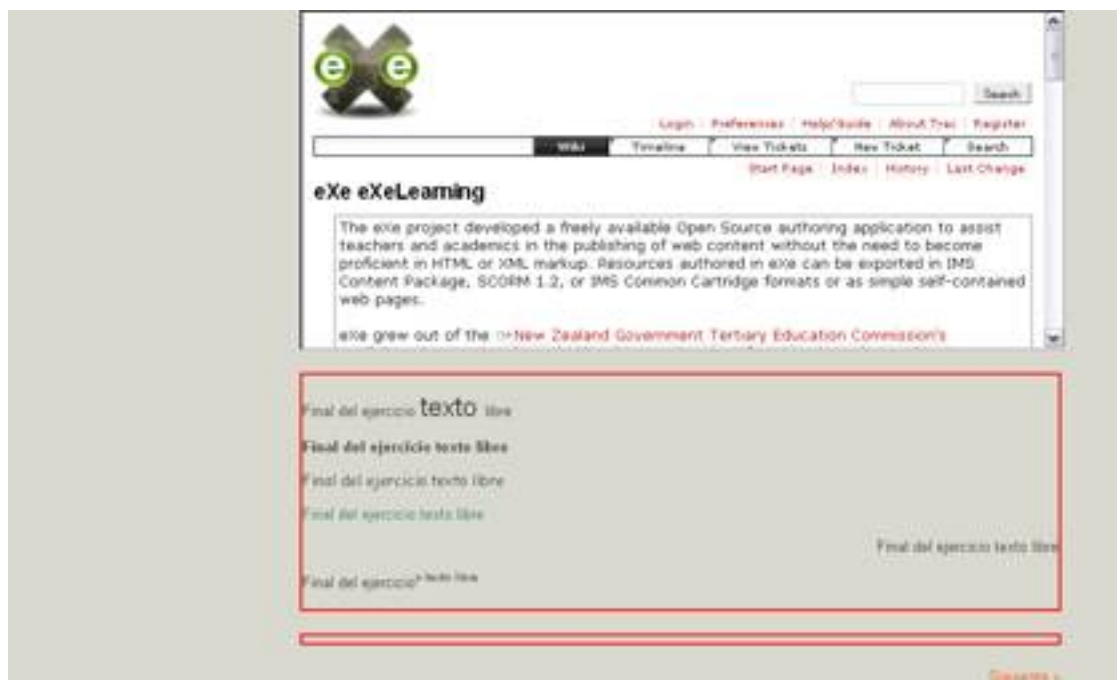 e e
Search
Login Preferences Help/Guide About Trac Register
Wiki Timeline View Tickets New Ticket Search
Start Page Index History Last Change
eXe eXeLearning
The eXe project developed a freely available Open Source authoring application to assist
teachers and academics in the publishing of web content without the need to become
proficient in HTML or XML markup. Resources authored in eXe can be exported in IMS
Content Package, SCORM 1.2, or IMS Common Cartridge formats or as simple self-contained
web pages.
eXe grew out of the New Zealand Government Tertiary Education Commission's
Final del ejercicio texto libre
Final del ejercicio texto libre
Final del ejercicio texto libre
Final del ejercicio texto libre
Final del ejercicio texto libre
Final del ejercicio texto libre